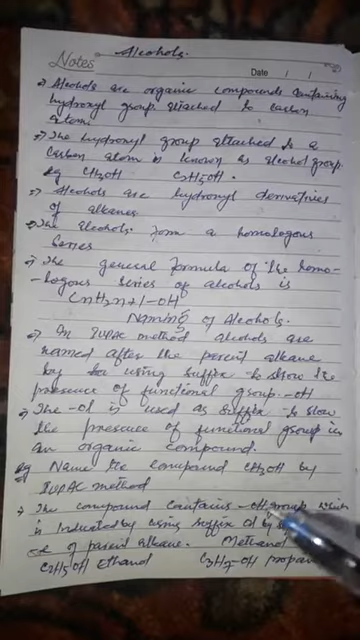 Alcohols.
Notes
Date / /
=> Alcohols are organic compounds containing
hydroxyl group attached to carbon
atoms
=> The hydroxyl group attached to a
carbon atom is known as alcohol group.
eg CH3OH C2H5OH.
=> Alcohols are hydroxyl derivatives
of alkanes
=> The alcohols form a homologous
Series
=> The general formula of the homo-
-logous series of alcohols is
CnH2n+1-OH
Naming of Alcohols.
=> In IUPAC method alcohols are
named after the parent alkane
by using suffix to show the
presence of functional group -OH
=> The -ol is used as suffix to show
the presence of functional group in
an organic compound.
eg Name the compound CH3OH by
IUPAC method
=> The compound contains -OH group which
is indicated by using suffix ol by
of parent alkane. Methanol
C2H5OH Ethanol C3H7-OH